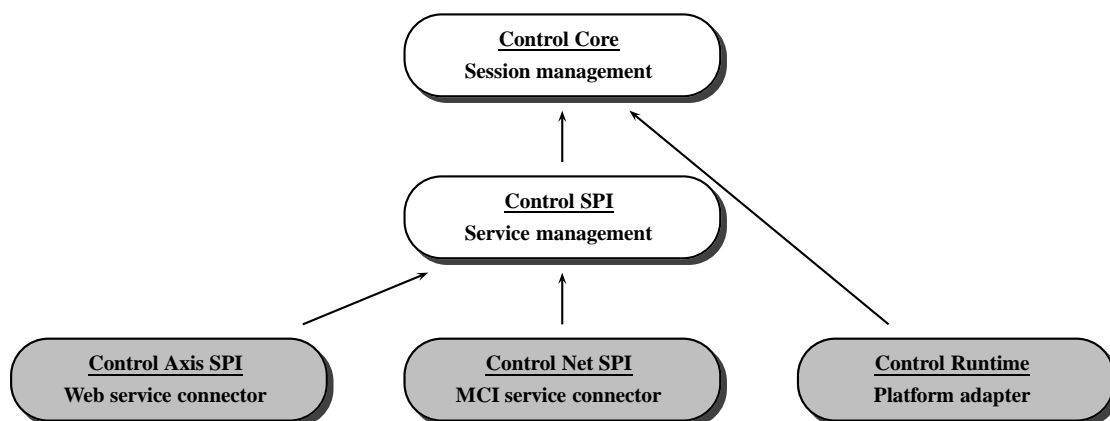 Control Core
Session management
Control SPI
Service management
Control Axis SPI
Web service connector
Control Net SPI
MCI service connector
Control Runtime
Platform adapter